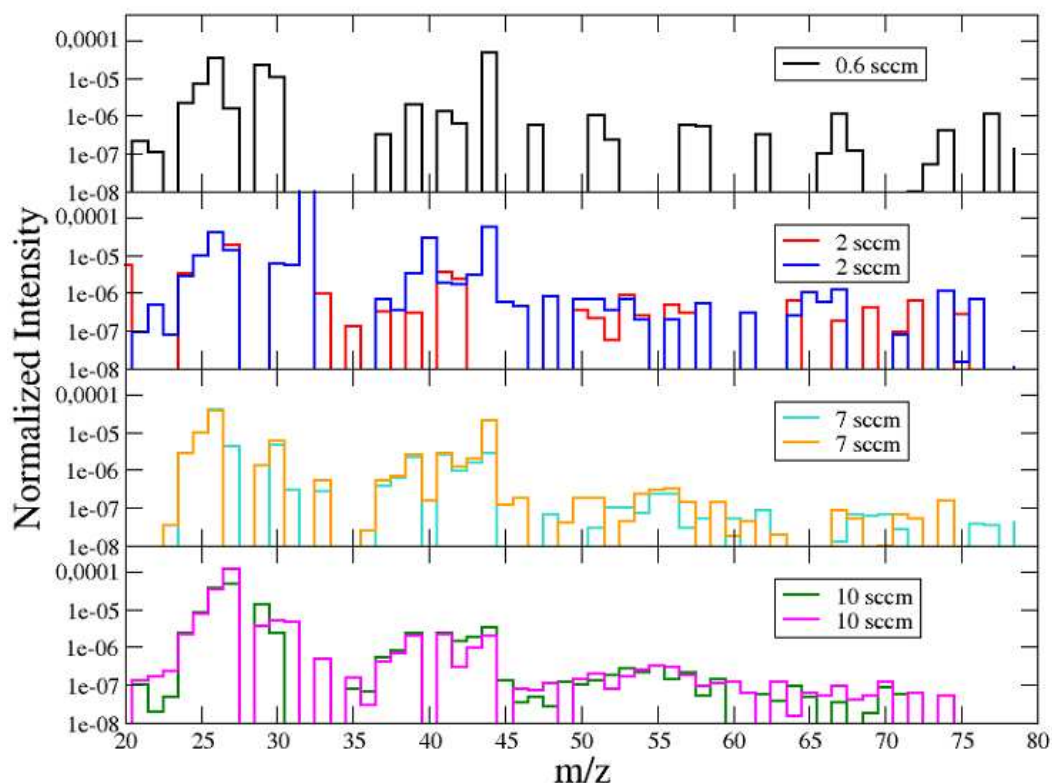 0,0001
1e-05
1e-06
1e-07
1e-08
0.6 sccm
0,0001
1e-05
1e-06
1e-07
1e-08
2 sccm
2 sccm
0,0001
1e-05
1e-06
1e-07
1e-08
7 sccm
7 sccm
0,0001
1e-05
1e-06
1e-07
1e-08
10 sccm
10 sccm
Normalized Intensity
20 25 30 35 40 45 50 55 60 65 70 75 80
m/z